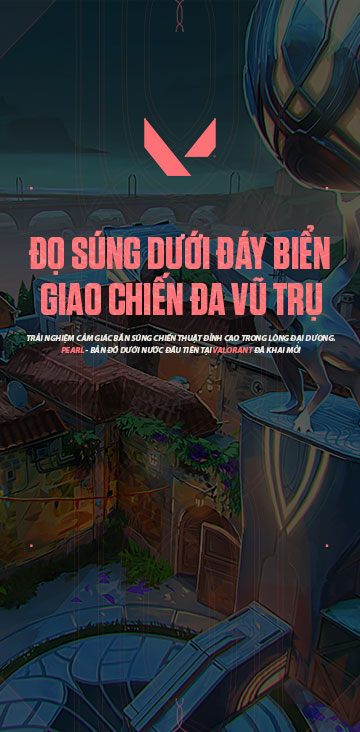 ĐỌ SÚNG DƯỚI ĐÁY BIỂN
GIAO CHIẾN ĐA VŨ TRỤ
TRẢI NGHIỆM CẢM GIÁC BẮN SÚNG CHIẾN THUẬT ĐỈNH CAO TRONG LÒNG ĐẠI DƯƠNG.
PEARL - BẢN ĐỒ DƯỚI NƯỚC ĐẦU TIÊN TẠI VALORANT ĐÃ KHAI MỞ!